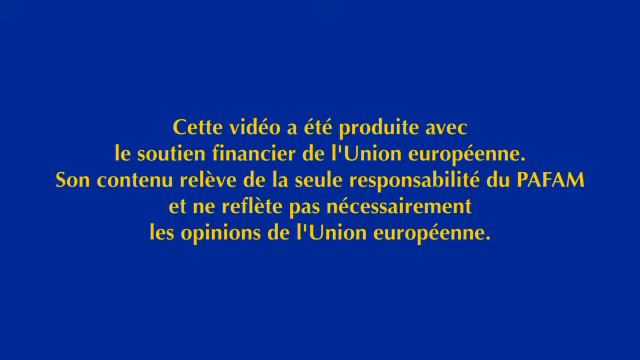 Cette vidéo a été produite avec
le soutien financier de l'Union européenne.
Son contenu relève de la seule responsabilité du PAFAM
et ne reflète pas nécessairement
les opinions de l'Union européenne.